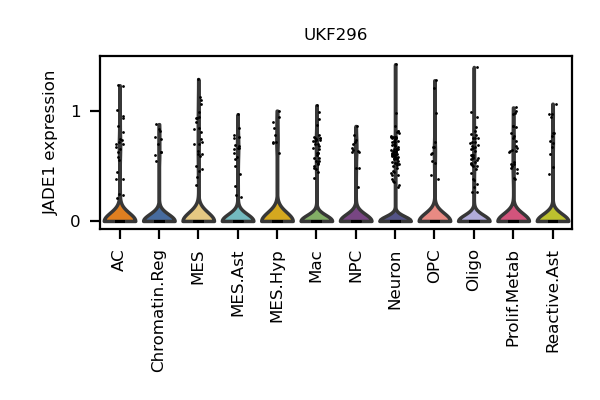 UKF296
JADE1 expression
1
0
AC
Chromatin.Reg
MES
MES.Ast
MES.Hyp
Mac
NPC
Neuron
OPC
Oligo
Prolif.Metab
Reactive.Ast